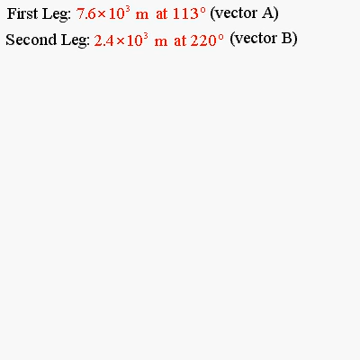 First Leg: 7.6×10³ m at 113° (vector A)
Second Leg: 2.4×10³ m at 220° (vector B)